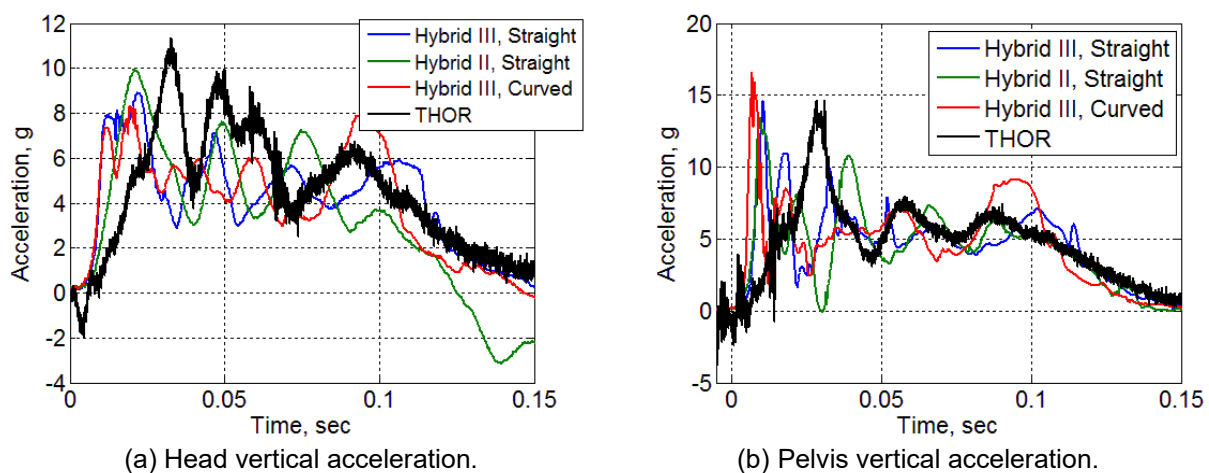 12
10
8
6
4
2
0
-2
-4
Acceleration, g
0
0.05
0.1
0.15
Time, sec
Hybrid III, Straight
Hybrid II, Straight
Hybrid III, Curved
THOR
(a) Head vertical acceleration.
20
15
10
5
0
-5
Acceleration, g
0
0.05
0.1
0.15
Time, sec
Hybrid III, Straight
Hybrid II, Straight
Hybrid III, Curved
THOR
(b) Pelvis vertical acceleration.